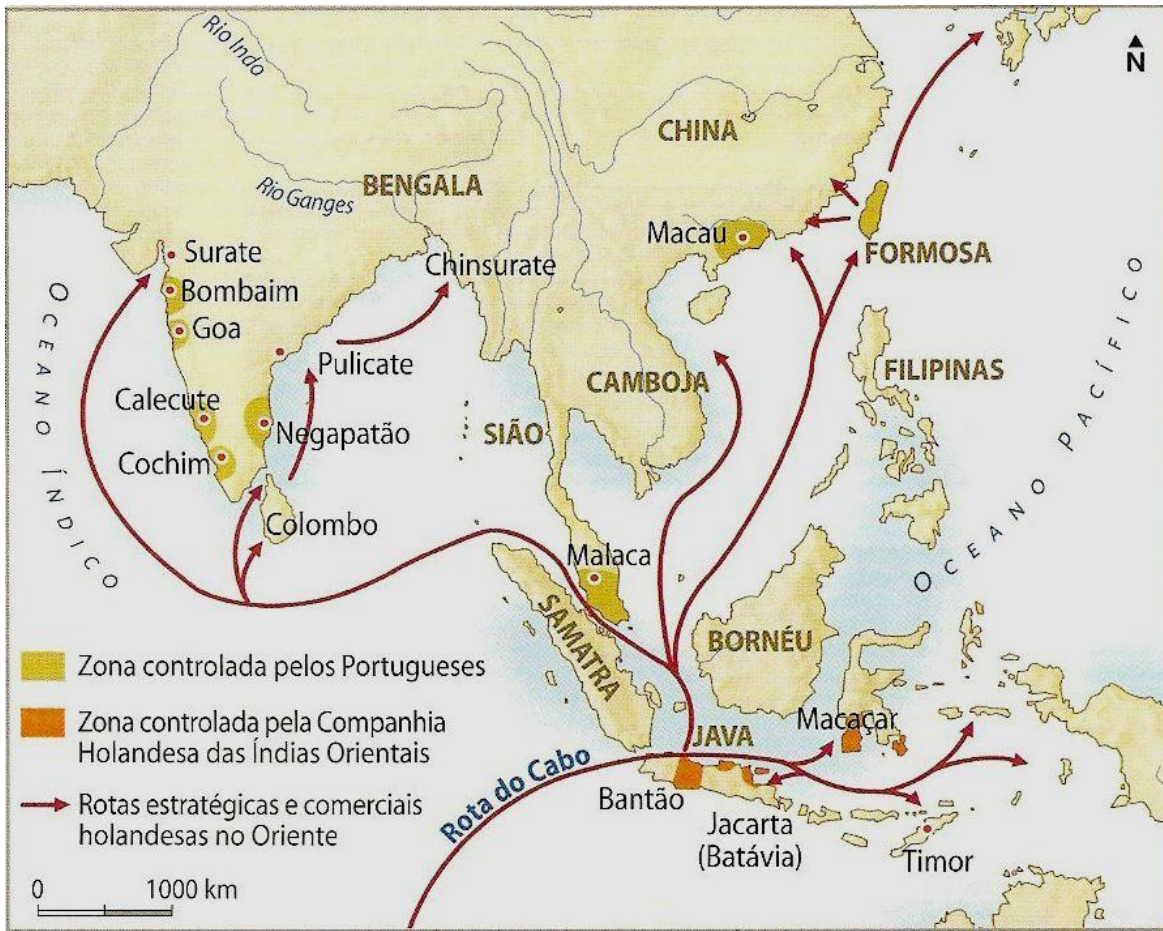 Rio Indo
CHINA
BENGALA
Rio Ganges
Macau
FORMOSA
Surate
Bombaim
Goa
Chinsurate
Pulicate
Calecute
Negapatão
Cochim
Colombo
SIÃO
CAMBOJA
FILIPINAS
OCEANO ÍNDICO
OCEANO PACÍFICO
Malaca
SAMATRA
BORNÉU
JAVA
Macaçar
Bantão
Jacarta
(Batávia)
Timor
Rota do Cabo
N
Zona controlada pelos Portugueses
Zona controlada pela Companhia
Holandesa das Índias Orientais
Rotas estratégicas e comerciais
holandesas no Oriente
0 1000 km